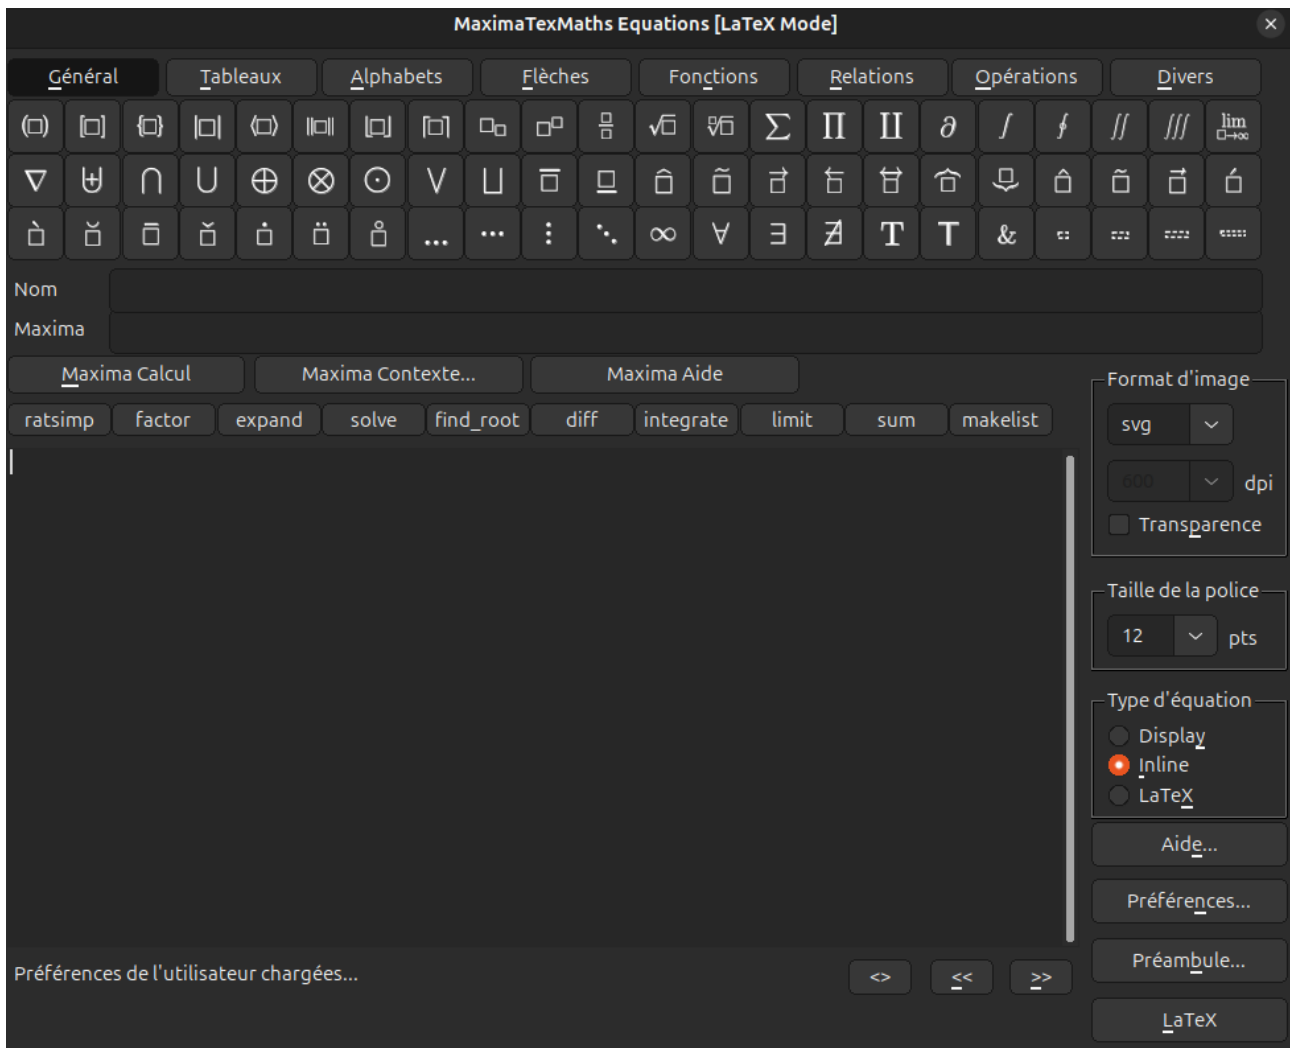 MaximaTexMaths Equations [LaTeX Mode]
Général Tableaux Alphabets Flèches Fonctions Relations Opérations Divers
(□) [□] {□} |□| ⟨□⟩ ‖□‖ ⌊□⌋ ⌈□⌉ □□ □□ □/□ √□ □√□ ∑ ∏ ∐ ∂ ∫ ∮ ∬ ∭ lim □→∞
∇ ⊎ ∩ ∪ ⊕ ⊗ ⊙ ∨ ⊔
… ⋯ ⋮ ⋱ ∞ ∀ ∃ ∄ T T &
Nom
Maxima
Maxima Calcul Maxima Contexte... Maxima Aide
ratsimp factor expand solve find_root diff integrate limit sum makelist
Format d'image
svg
600 dpi
Transparence
Taille de la police
12 pts
Type d'équation
Display
Inline
LaTeX
Aide...
Préférences...
Préambule...
LaTeX
Préférences de l'utilisateur chargées...
<> << >>